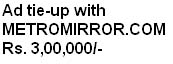 Ad tie-up with
METROMIRROR.COM
Rs. 3,00,000/-